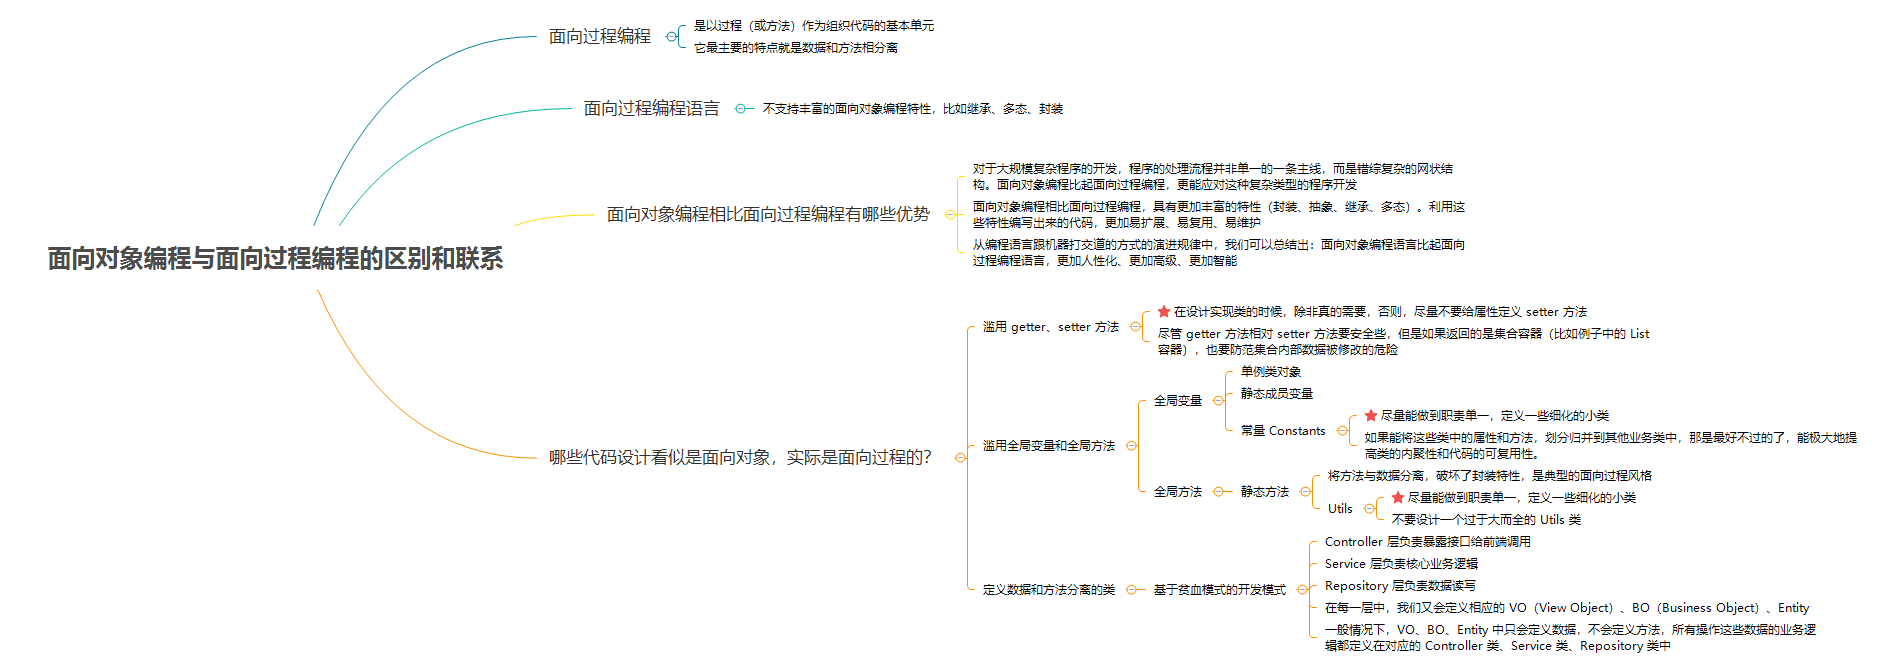 面向对象编程与面向过程编程的区别和联系
面向过程编程
是以过程（或方法）作为组织代码的基本单元
它最主要的特点就是数据和方法相分离
面向过程编程语言
不支持丰富的面向对象编程特性，比如继承、多态、封装
面向对象编程相比面向过程编程有哪些优势
对于大规模复杂程序的开发，程序的处理流程并非单一的一条主线，而是错综复杂的网状结
构。面向对象编程比起面向过程编程，更能应对这种复杂类型的程序开发
面向对象编程相比面向过程编程，具有更加丰富的特性（封装、抽象、继承、多态）。利用这
些特性编写出来的代码，更加易扩展、易复用、易维护
从编程语言跟机器打交道的方式的演进规律中，我们可以总结出：面向对象编程语言比起面向
过程编程语言，更加人性化、更加高级、更加智能
哪些代码设计看似是面向对象，实际是面向过程的？
滥用 getter、setter 方法
在设计实现类的时候，除非真的需要，否则，尽量不要给属性定义 setter 方法
尽管 getter 方法相对 setter 方法要安全些，但是如果返回的是集合容器（比如例子中的 List
容器），也要防范集合内部数据被修改的危险
滥用全局变量和全局方法
全局变量
单例类对象
静态成员变量
常量 Constants
尽量能做到职责单一，定义一些细化的小类
如果能将这些类中的属性和方法，划分归并到其他业务类中，那是最好不过的了，能极大地提
高类的内聚性和代码的可复用性。
全局方法
静态方法
将方法与数据分离，破坏了封装特性，是典型的面向过程风格
Utils
尽量能做到职责单一，定义一些细化的小类
不要设计一个过于大而全的 Utils 类
定义数据和方法分离的类
基于贫血模式的开发模式
Controller 层负责暴露接口给前端调用
Service 层负责核心业务逻辑
Repository 层负责数据读写
在每一层中，我们又会定义相应的 VO（View Object）、BO（Business Object）、Entity
一般情况下，VO、BO、Entity 中只会定义数据，不会定义方法，所有操作这些数据的业务逻
辑都定义在对应的 Controller 类、Service 类、Repository 类中